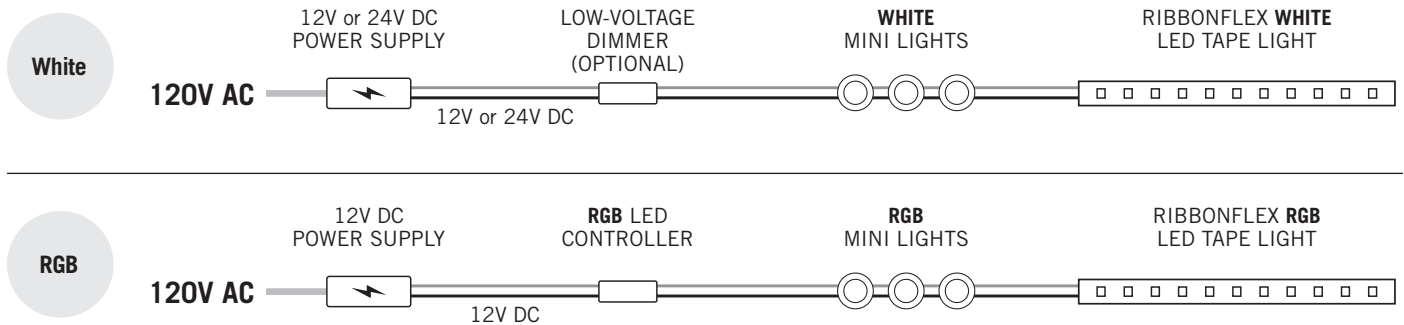 White
12V or 24V DC
POWER SUPPLY
LOW-VOLTAGE
DIMMER
(OPTIONAL)
WHITE
MINI LIGHTS
RIBBONFLEX WHITE
LED TAPE LIGHT
120V AC
12V or 24V DC
RGB
12V DC
POWER SUPPLY
RGB LED
CONTROLLER
RGB
MINI LIGHTS
RIBBONFLEX RGB
LED TAPE LIGHT
120V AC
12V DC